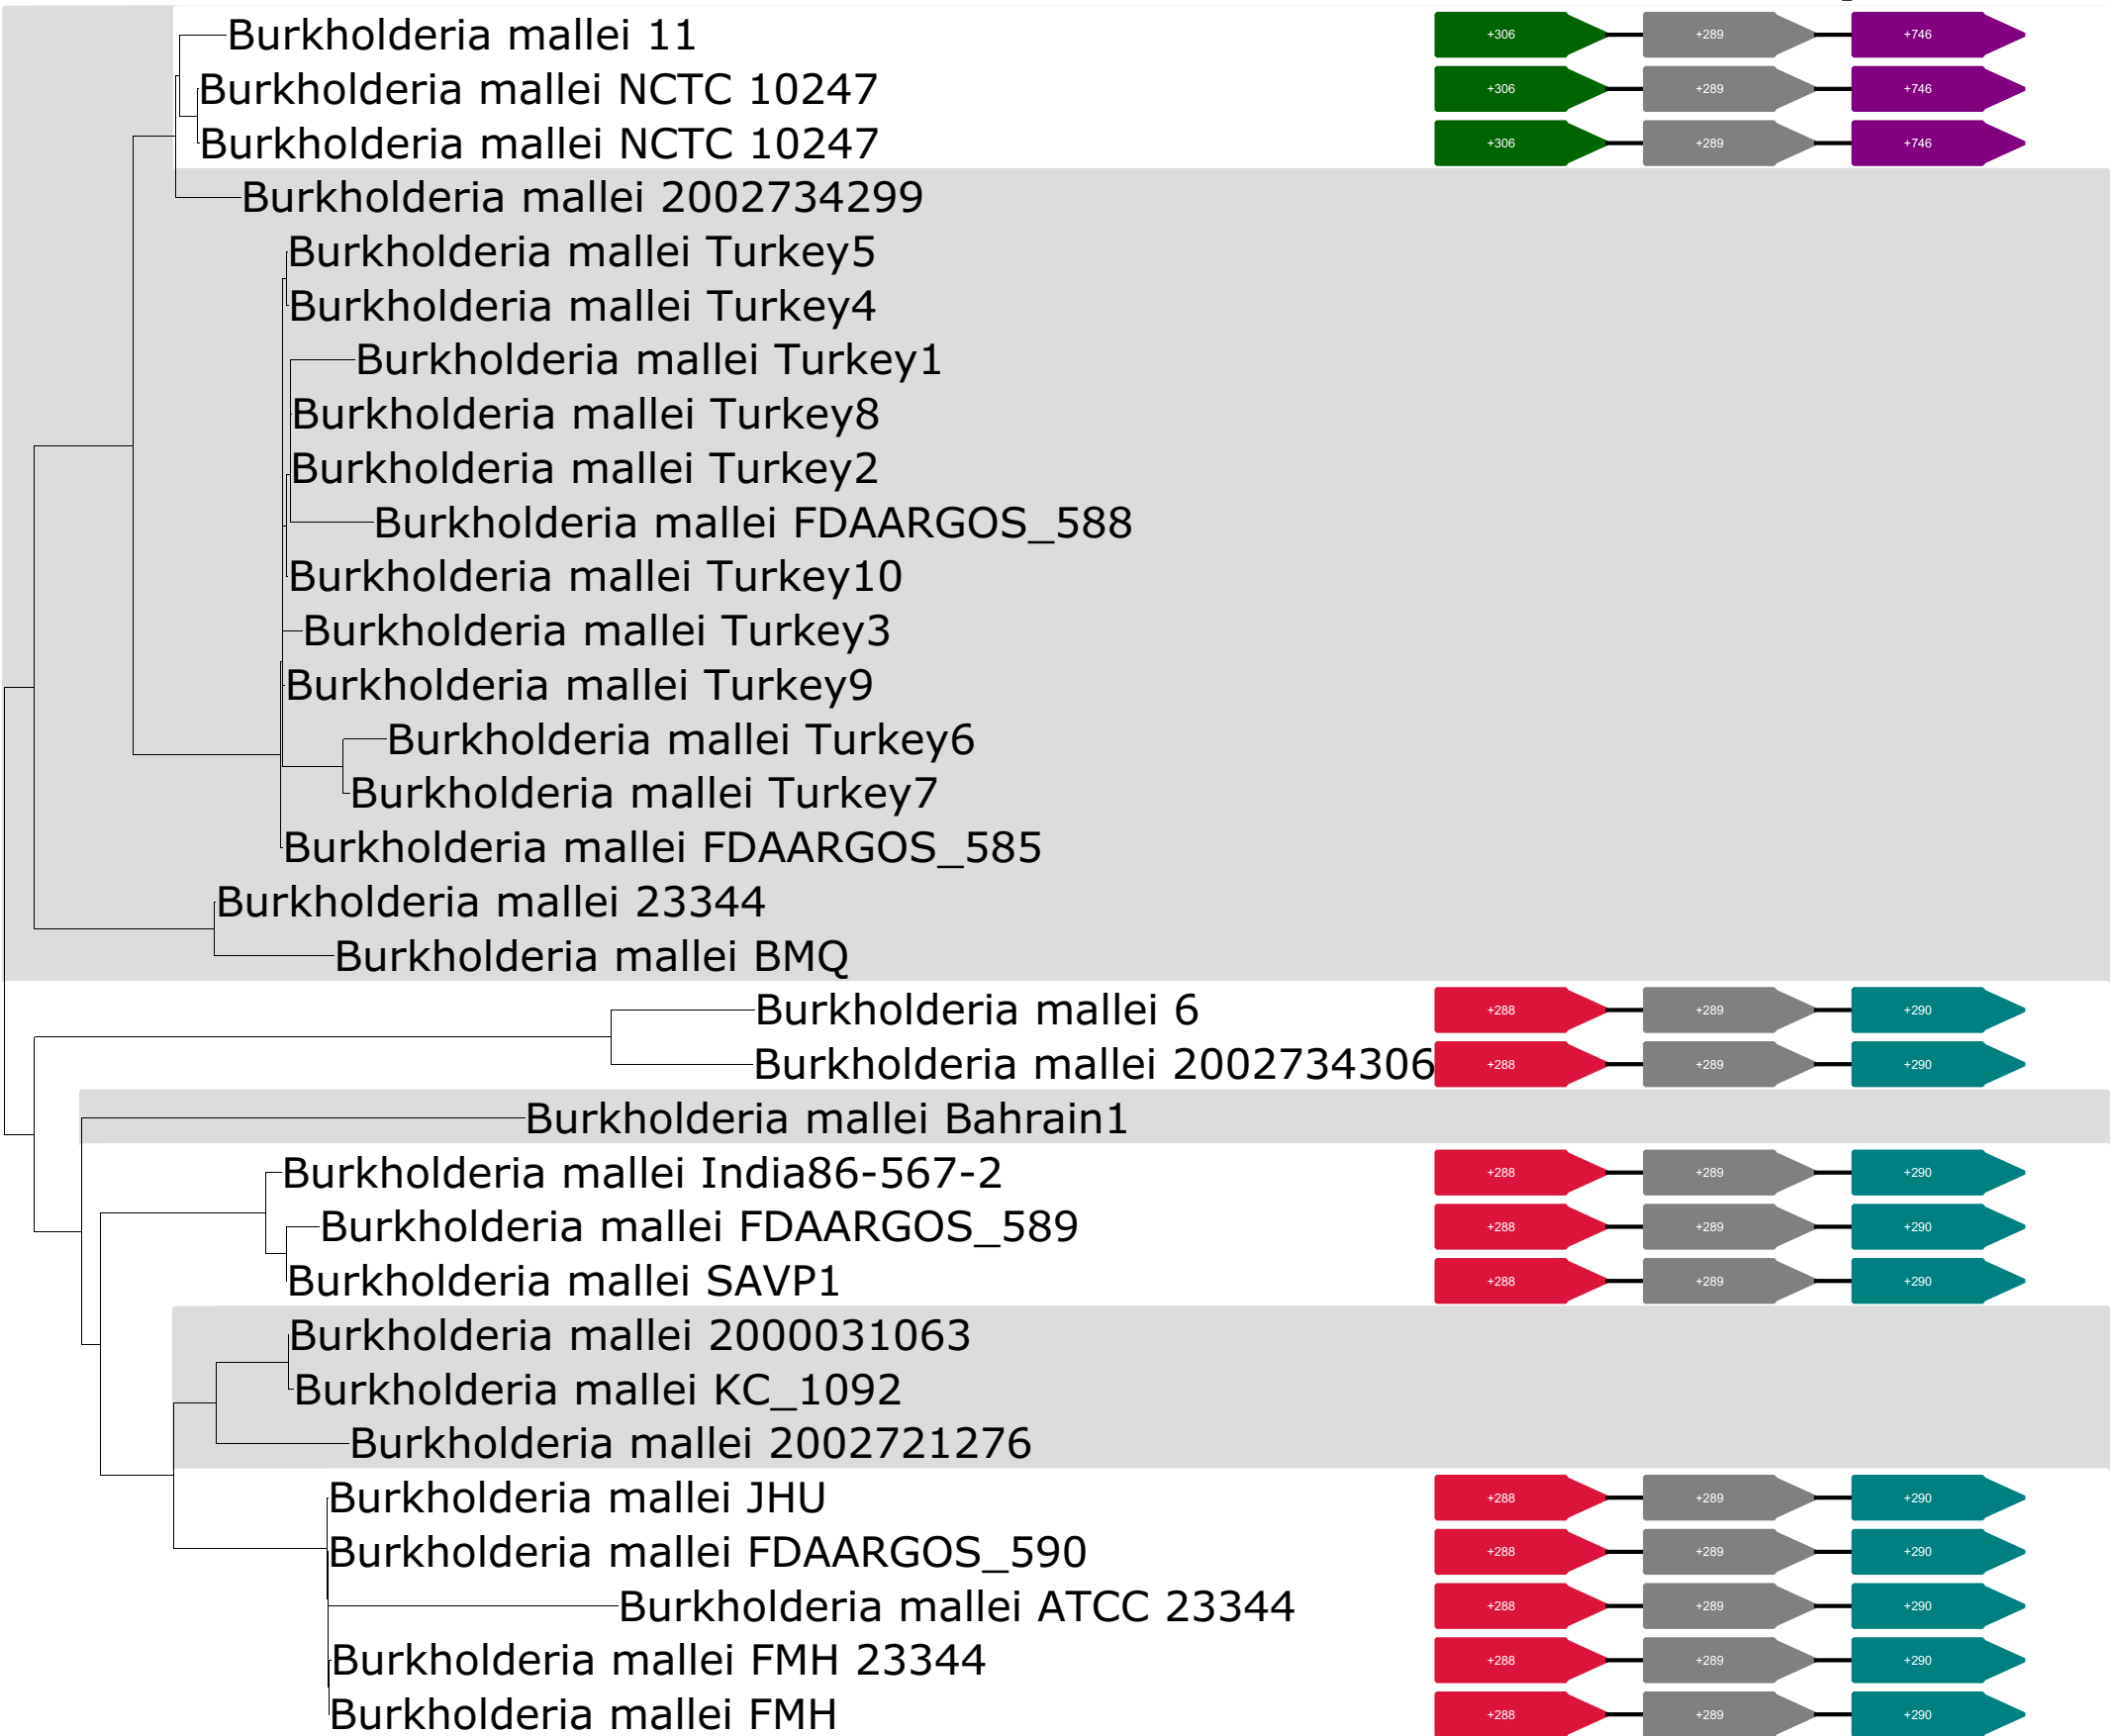 Burkholderia mallei 11 +306 +289 +746
Burkholderia mallei NCTC 10247 +306 +289 +746
Burkholderia mallei NCTC 10247 +306 +289 +746
Burkholderia mallei 2002734299
Burkholderia mallei Turkey5
Burkholderia mallei Turkey4
Burkholderia mallei Turkey1
Burkholderia mallei Turkey8
Burkholderia mallei Turkey2
Burkholderia mallei FDAARGOS_588
Burkholderia mallei Turkey10
Burkholderia mallei Turkey3
Burkholderia mallei Turkey9
Burkholderia mallei Turkey6
Burkholderia mallei Turkey7
Burkholderia mallei FDAARGOS_585
Burkholderia mallei 23344
Burkholderia mallei BMQ
Burkholderia mallei 6 +288 +289 +290
Burkholderia mallei 2002734306 +288 +289 +290
Burkholderia mallei Bahrain1
Burkholderia mallei India86-567-2 +288 +289 +290
Burkholderia mallei FDAARGOS_589 +288 +289 +290
Burkholderia mallei SAVP1 +288 +289 +290
Burkholderia mallei 2000031063
Burkholderia mallei KC_1092
Burkholderia mallei 2002721276
Burkholderia mallei JHU +288 +289 +290
Burkholderia mallei FDAARGOS_590 +288 +289 +290
Burkholderia mallei ATCC 23344 +288 +289 +290
Burkholderia mallei FMH 23344 +288 +289 +290
Burkholderia mallei FMH +288 +289 +290